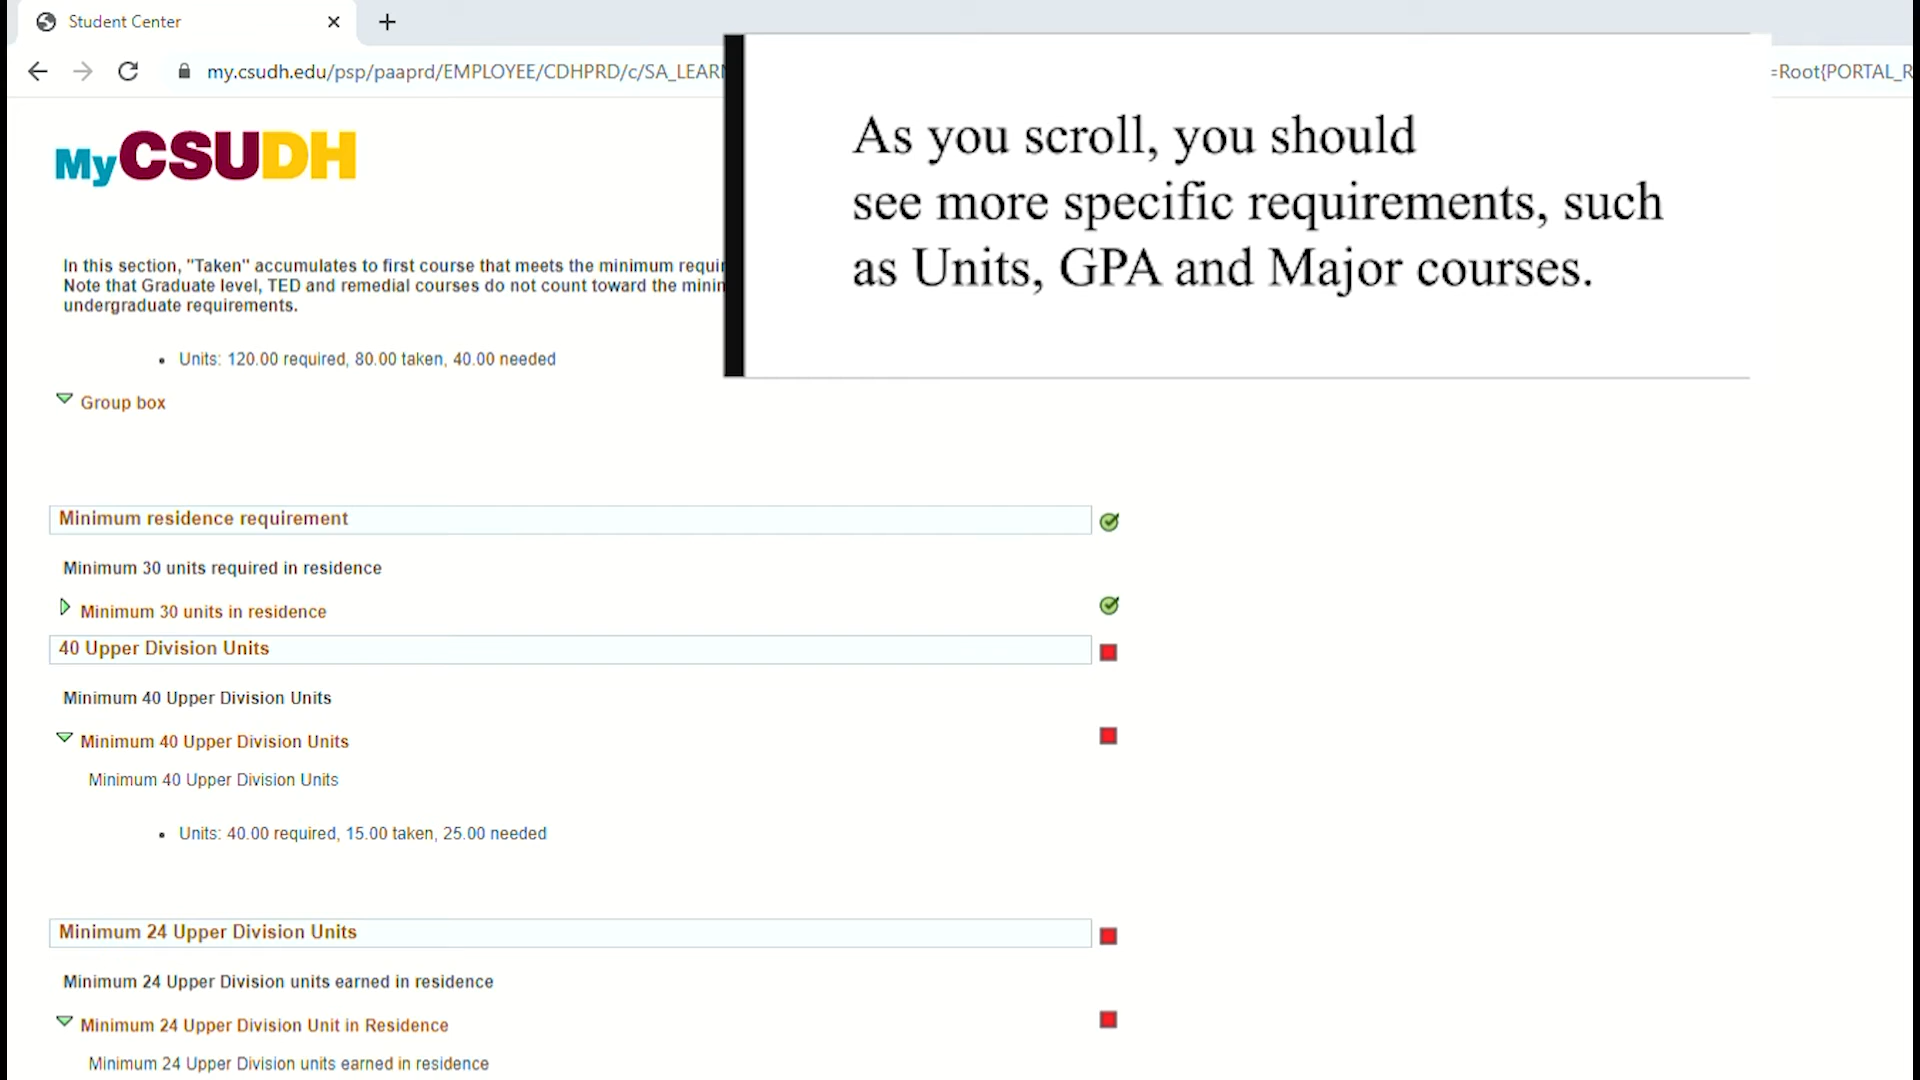 Student Center
my.csudh.edu/psp/paaprd/EMPLOYEE/CDHPRD/c/SA_LEAR
=Root{PORTAL_R
As you scroll, you should
see more specific requirements, such
as Units, GPA and Major courses.
MyCSUDH
In this section, "Taken" accumulates to first course that meets the minimum
Note that Graduate level, TED and remedial courses do not count toward the
undergraduate requirements.
• Units: 120.00 required, 80.00 taken, 40.00 needed
Group box
Minimum residence requirement
Minimum 30 units required in residence
Minimum 30 units in residence
40 Upper Division Units
Minimum 40 Upper Division Units
Minimum 40 Upper Division Units
Minimum 40 Upper Division Units
• Units: 40.00 required, 15.00 taken, 25.00 needed
Minimum 24 Upper Division Units
Minimum 24 Upper Division units earned in residence
Minimum 24 Upper Division Unit in Residence
Minimum 24 Upper Division units earned in residence